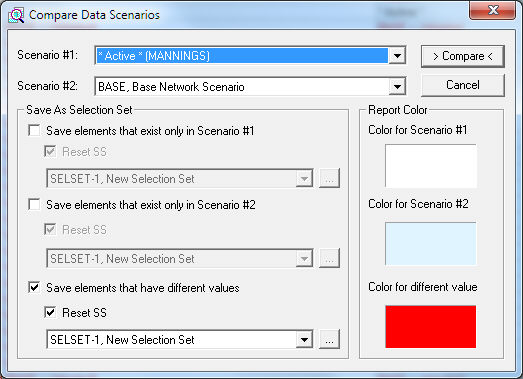 Compare Data Scenarios
Scenario #1: * Active * (MANNINGS) > Compare <
Scenario #2: BASE, Base Network Scenario Cancel
Save As Selection Set
Save elements that exist only in Scenario #1
Reset SS
SELSET-1, New Selection Set ...
Save elements that exist only in Scenario #2
Reset SS
SELSET-1, New Selection Set ...
Save elements that have different values
Reset SS
SELSET-1, New Selection Set ...
Report Color
Color for Scenario #1
Color for Scenario #2
Color for different value